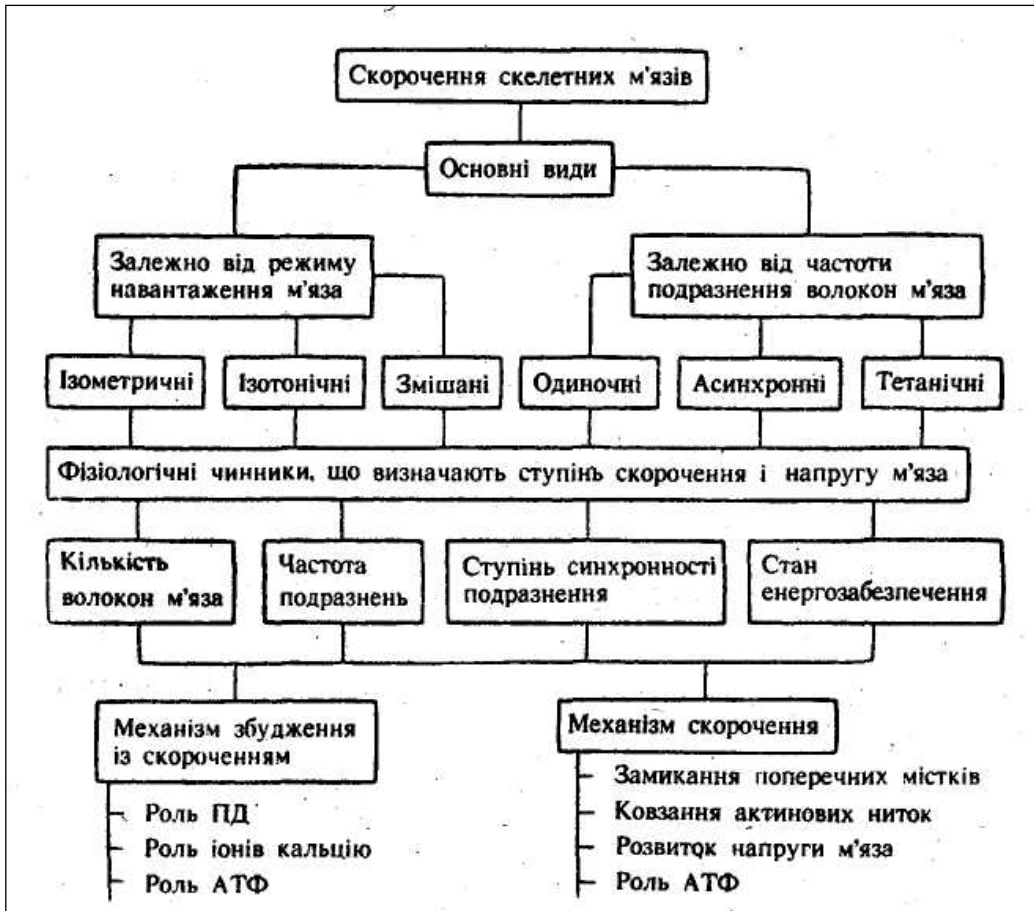 Скорочення скелетних м'язів
Основні види
Залежно від режиму
навантаження м'яза
Залежно від частоти
подразнення волокон м'яза
Ізометричні
Ізотонічні
Змішані
Одиночні
Асинхронні
Тетанічні
Фізіологічні чинники, що визначають ступінь скорочення і напругу м'яза
Кількість
волокон м'яза
Частота
подразнень
Ступінь синхронності
подразнення
Стан
енергозабезпечення
Механізм збудження
із скороченням
Роль ПД
Роль іонів кальцію
Роль АТФ
Механізм скорочення
Замикання поперечних містків
Ковзання актинових ниток
Розвиток напруги м'яза
Роль АТФ